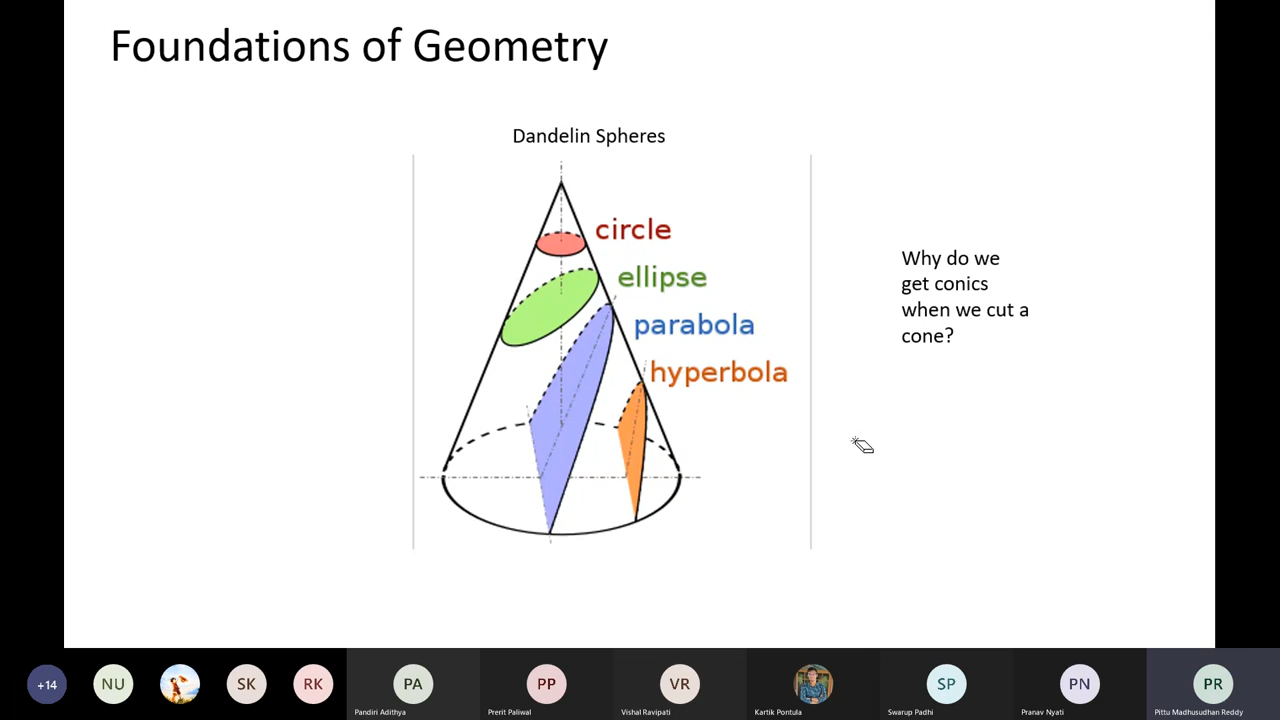 Foundations of Geometry
Dandelin Spheres
circle
ellipse
parabola
hyperbola
Why do we
get conics
when we cut a
cone?
+14
NU
SK
RK
PA
PP
VR
SP
PN
PR
Pandiri Adithya
Prerit Paliwal
Vishal Ravipati
Kartik Pontula
Swarup Padhi
Pranav Nyati
Pittu Madhusudhan Reddy